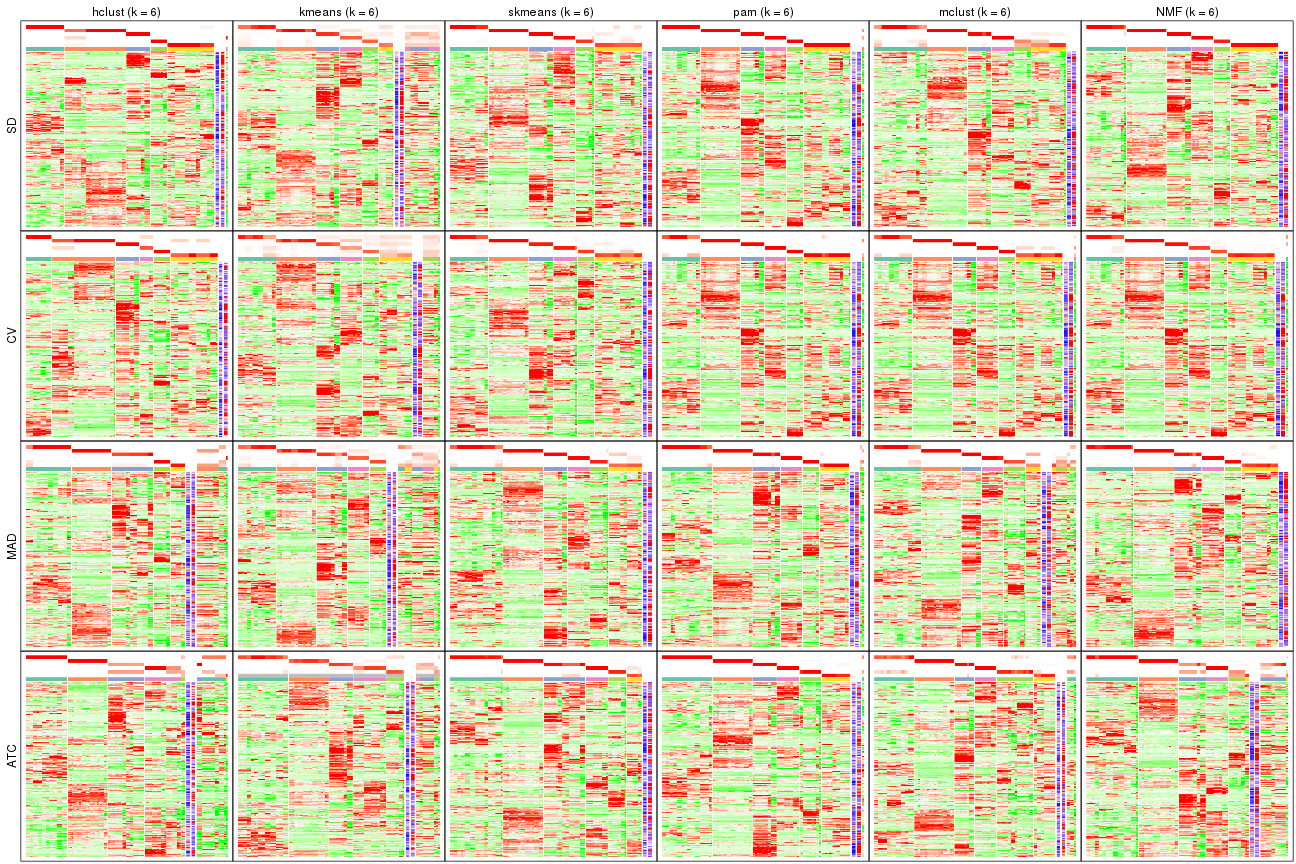 hclust (k = 6) kmeans (k = 6) skmeans (k = 6) pam (k = 6) mclust (k = 6) NMF (k = 6)
SD
CV
MAD
ATC